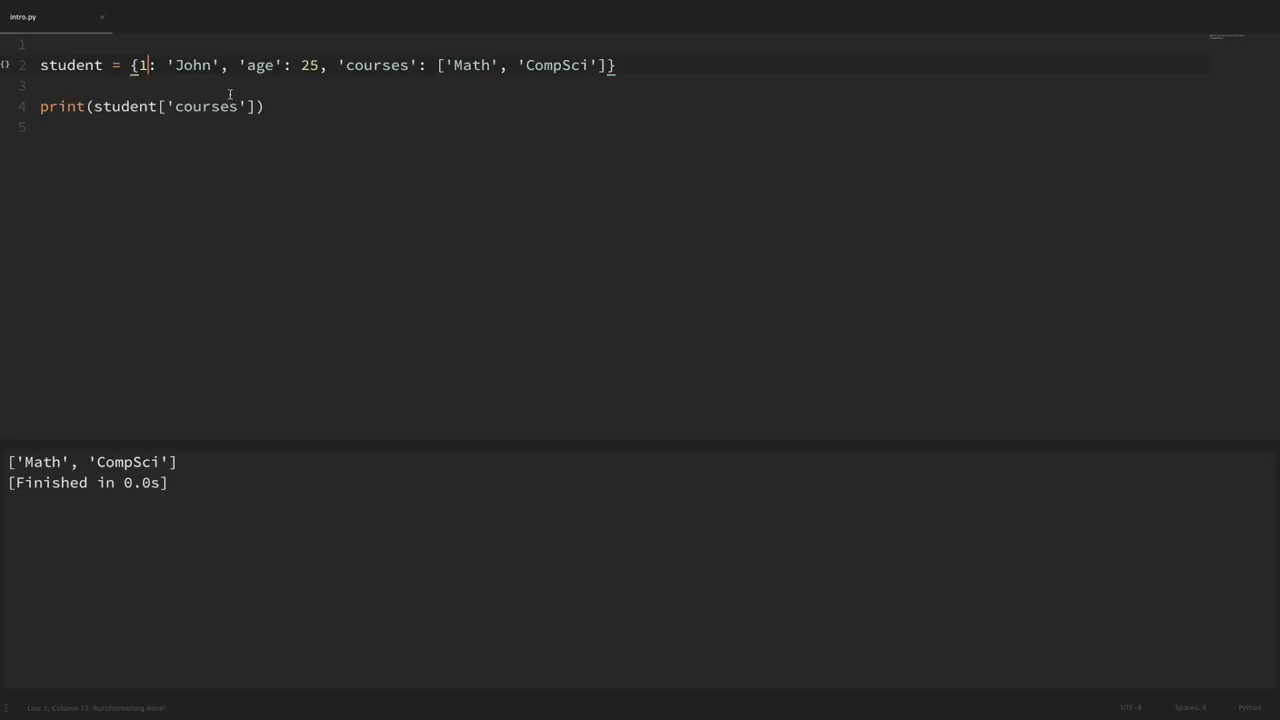 intro.py ×
1
{} 2 student = {1: 'John', 'age': 25, 'courses': ['Math', 'CompSci']}
3
4 print(student['courses'])
5
['Math', 'CompSci']
[Finished in 0.0s]
Line 2, Column 11: Autoformatting done! UTF-8 Spaces: 4 Python